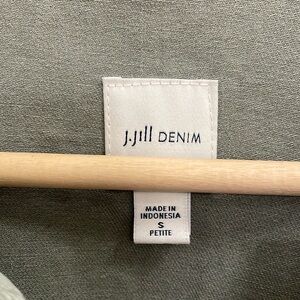 J.Jill DENIM
MADE IN
INDONESIA
S
PETITE